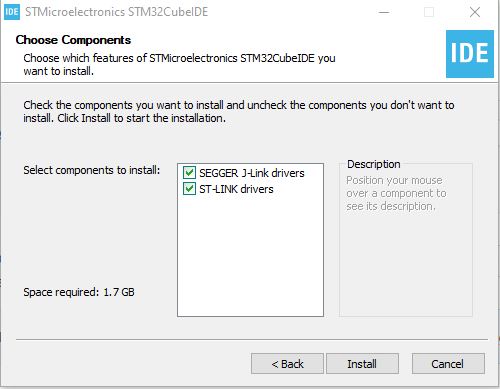 IDE STMicroelectronics STM32CubeIDE
Choose Components
Choose which features of STMicroelectronics STM32CubeIDE you
want to install.
IDE
Check the components you want to install and uncheck the components you don't want to
install. Click Install to start the installation.
Select components to install:
SEGGER J-Link drivers
ST-LINK drivers
Description
Position your mouse
over a component to
see its description.
Space required: 1.7 GB
< Back
Install
Cancel